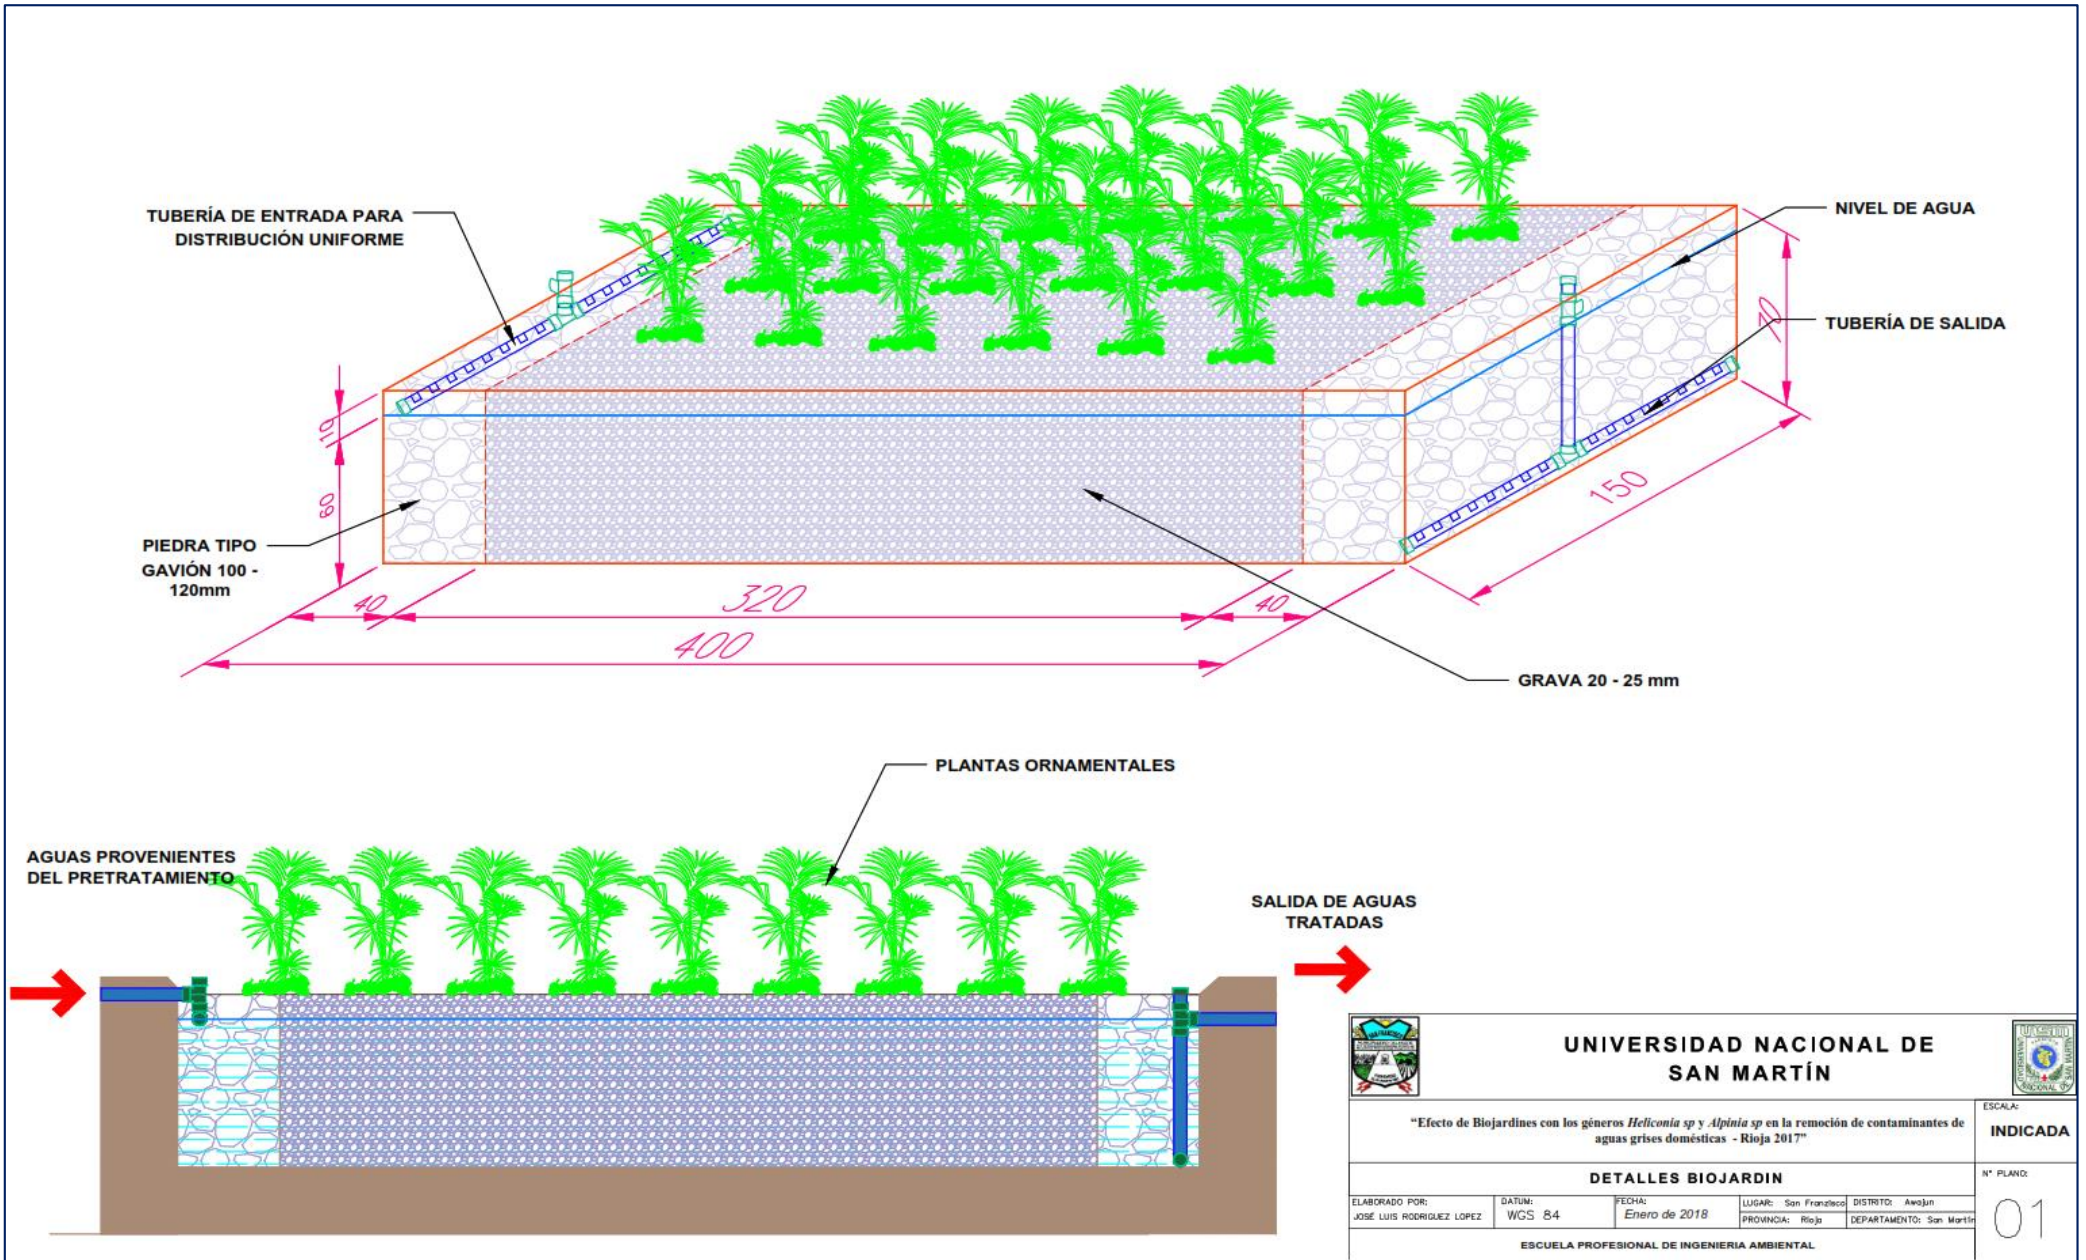 TUBERÍA DE ENTRADA PARA
DISTRIBUCIÓN UNIFORME
NIVEL DE AGUA
TUBERÍA DE SALIDA
70
10
60
150
PIEDRA TIPO
GAVIÓN 100 -
120mm
40
320
40
400
GRAVA 20 - 25 mm
PLANTAS ORNAMENTALES
AGUAS PROVENIENTES
DEL PRETRATAMIENTO
SALIDA DE AGUAS
TRATADAS
UNIVERSIDAD NACIONAL DE
SAN MARTÍN
"Efecto de Biojardines con los géneros Heliconia sp y Alpinia sp en la remoción de contaminantes de
aguas grises domésticas - Rioja 2017"
ESCALA:
INDICADA
DETALLES BIOJARDIN
N° PLANO:
01
ELABORADO POR:
JOSÉ LUIS RODRIGUEZ LOPEZ
DATUM:
WGS 84
FECHA:
Enero de 2018
LUGAR: San Franzisco
DISTRITO: Awajun
PROVINCIA: Rioja
DEPARTAMENTO: San Martin
ESCUELA PROFESIONAL DE INGENIERIA AMBIENTAL